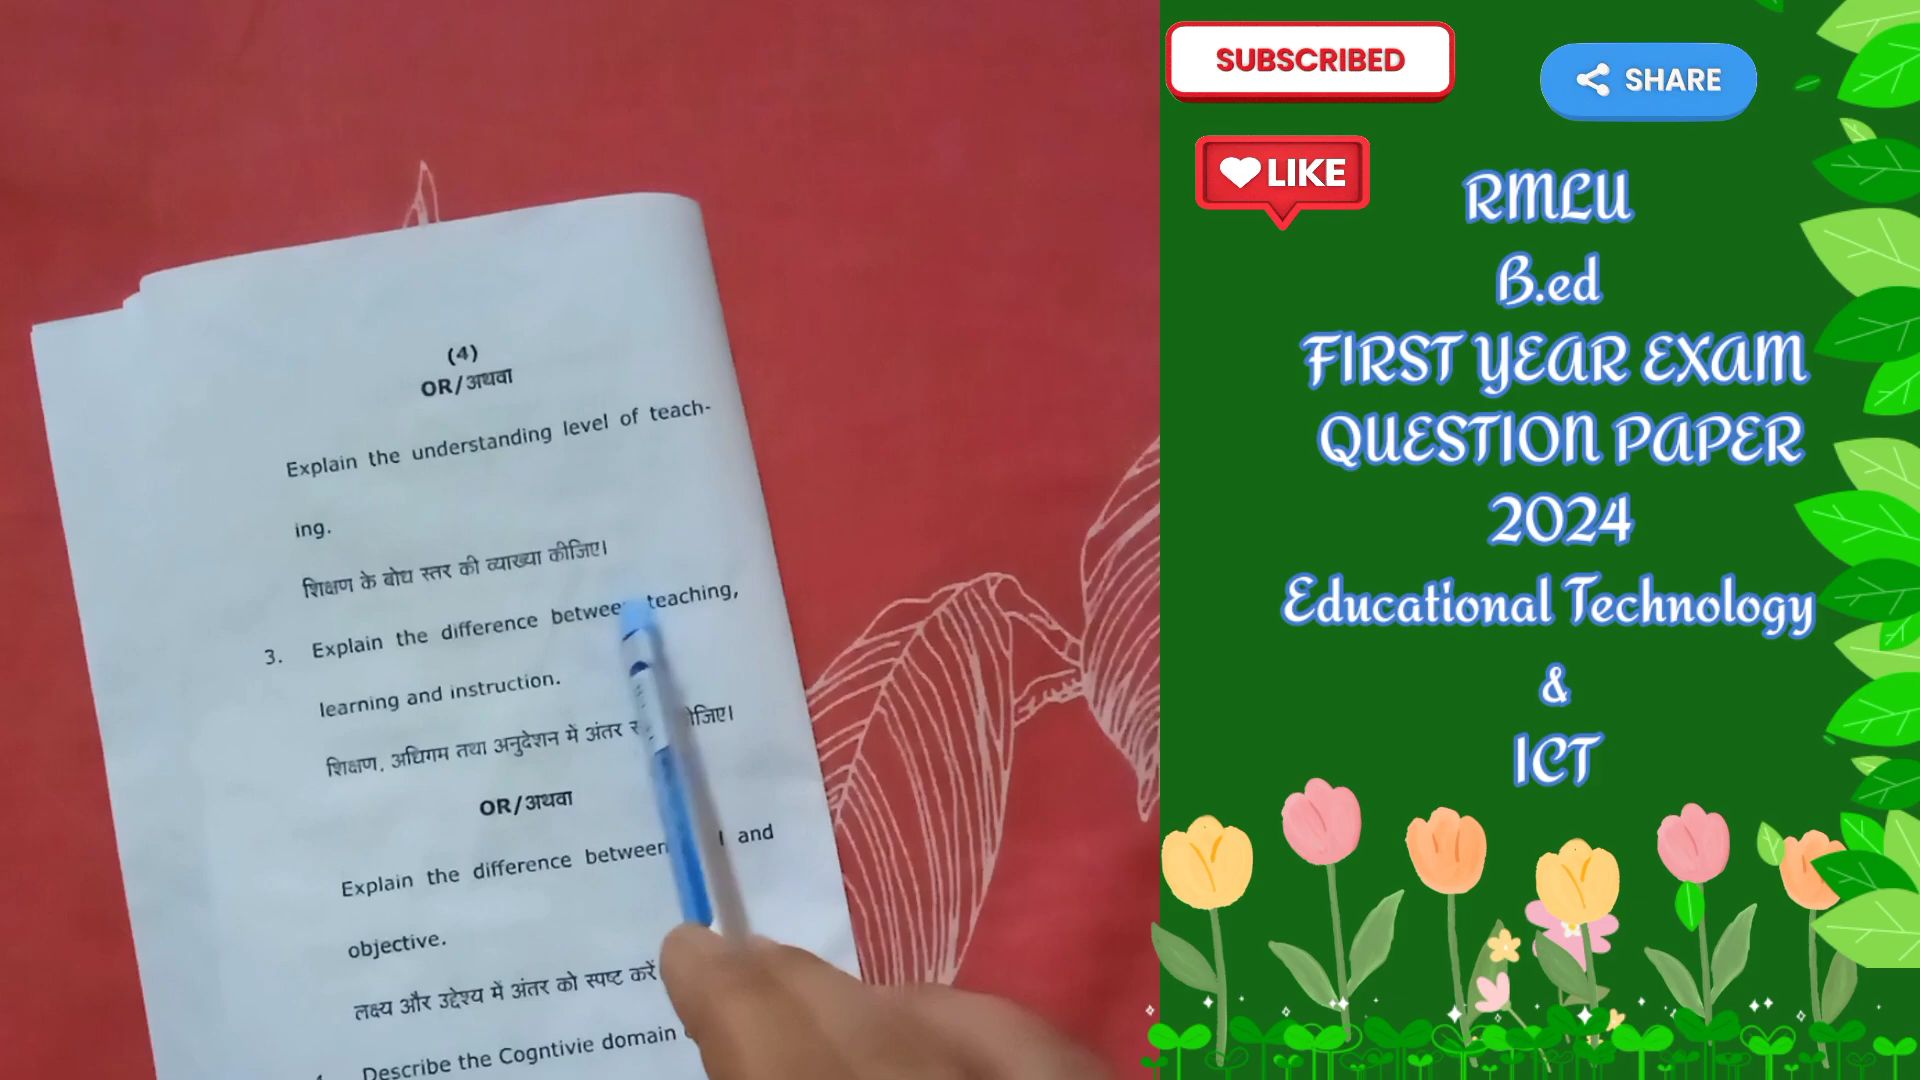 (4)
OR/अथवा
Explain the understanding level of teach-
ing.
शिक्षण के बोध स्तर की व्याख्या कीजिए।
3. Explain the difference between teaching,
learning and instruction.
शिक्षण, अधिगम तथा अनुदेशन में अंतर
OR/अथवा
Explain the difference between and
objective.
लक्ष्य और उद्देश्य में अंतर को स्पष्ट करें
Describe the Cogntivie domain
SUBSCRIBED
SHARE
LIKE
RMLU
B.ed
FIRST YEAR EXAM
QUESTION PAPER
2024
Educational Technology
&
ICT